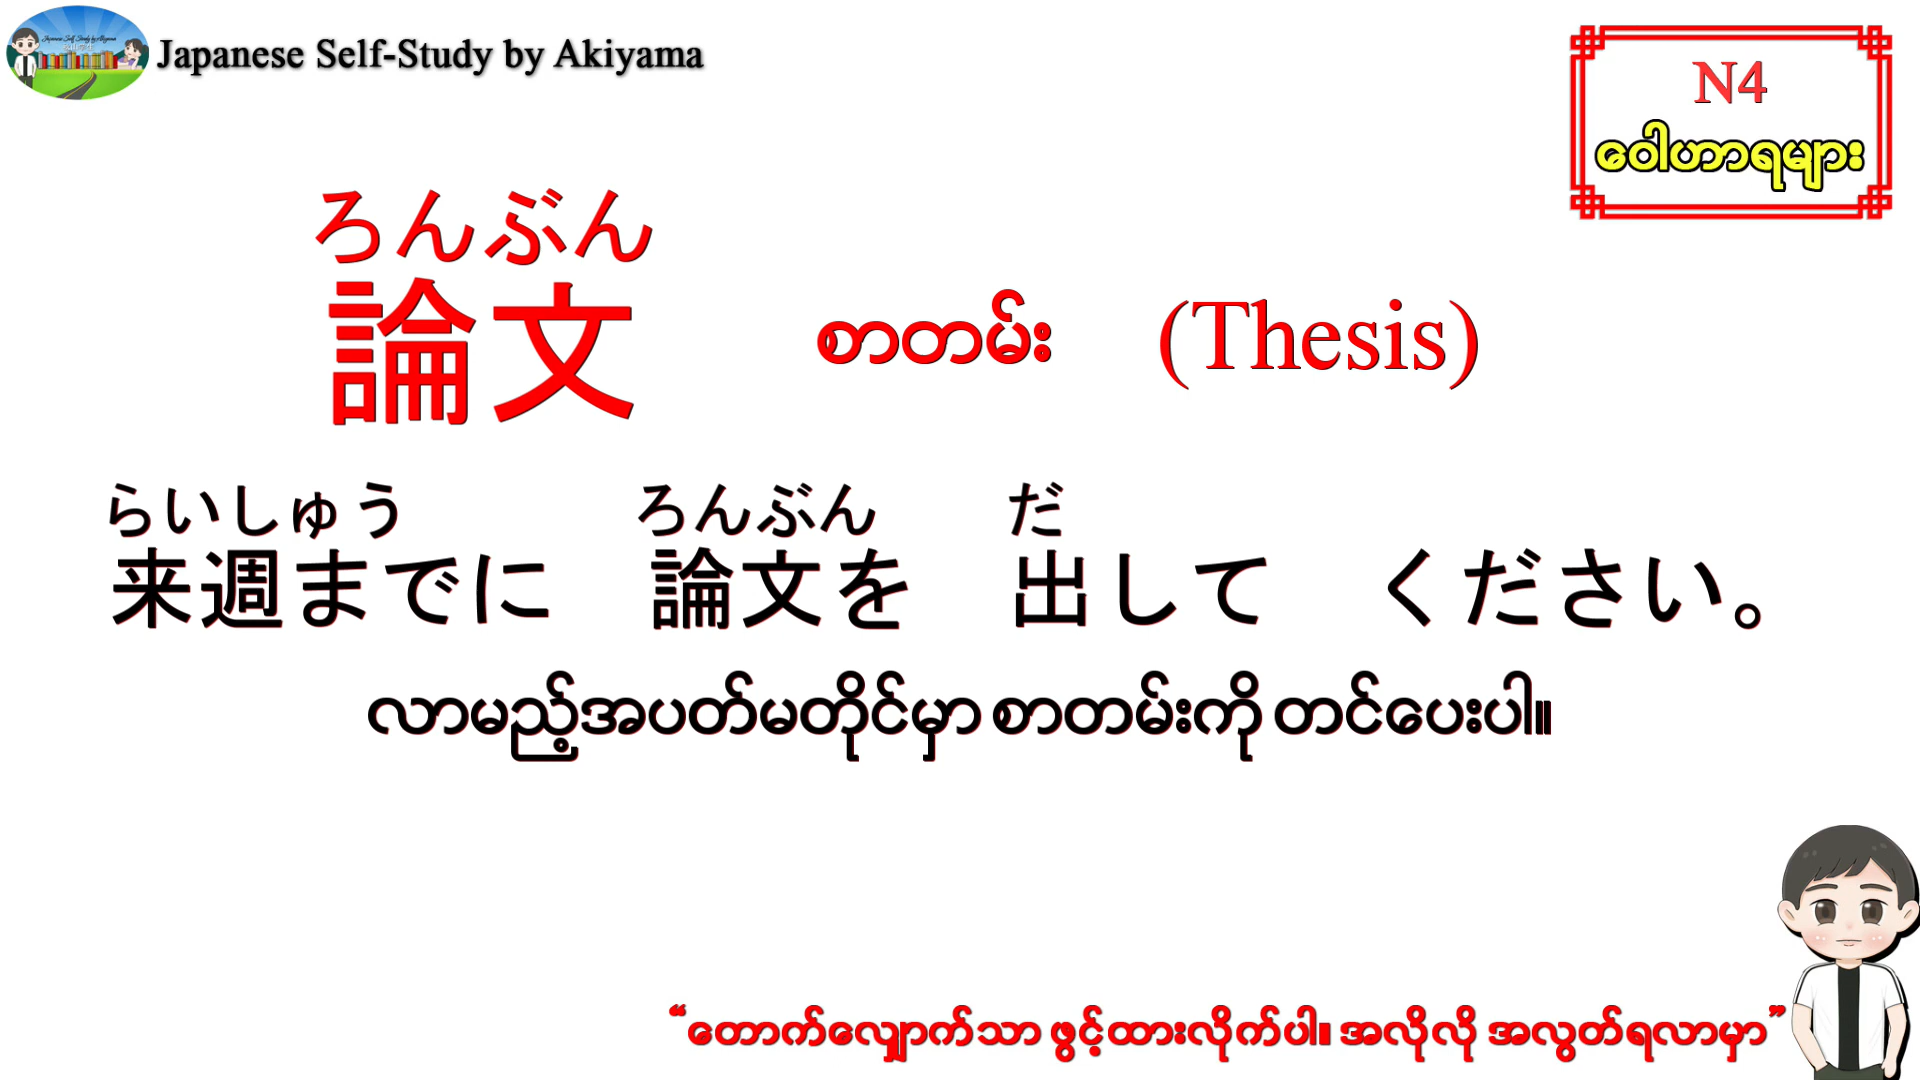 Japanese Self-Study by Akiyama
N4
ဝေါဟာရများ
ろんぶん
論文 စာတမ်း (Thesis)
らいしゅう ろんぶん だ
来週までに 論文を 出して ください。
လာမည့်အပတ်မတိုင်မှာ စာတမ်းကို တင်ပေးပါ။
“တောက်လျှောက်သာ ဖွင့်ထားလိုက်ပါ။ အလိုလို အလွတ်ရလာမှာ”